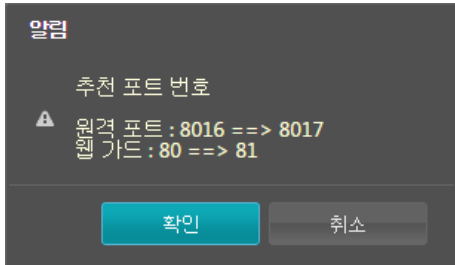 알림
추천 포트 번호
원격 포트 : 8016 ==> 8017
웹 가드 : 80 ==> 81
확인
취소